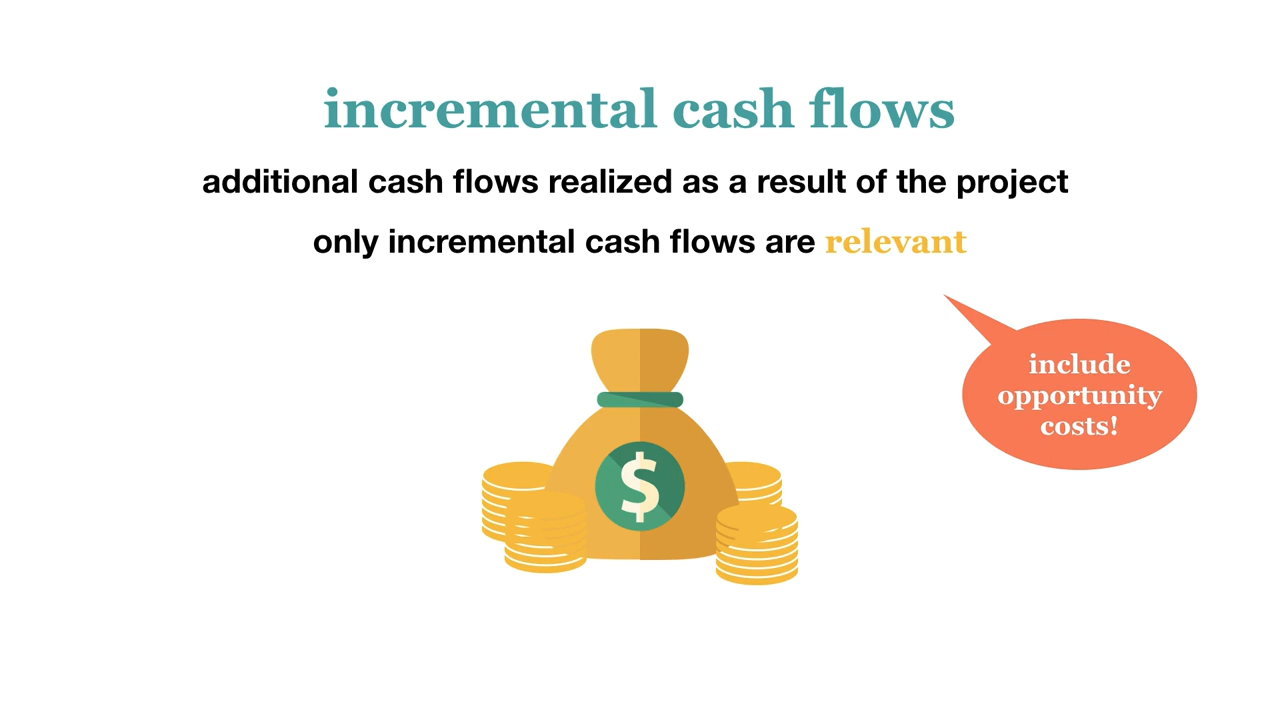 incremental cash flows
additional cash flows realized as a result of the project
only incremental cash flows are relevant
include
opportunity
costs!
$